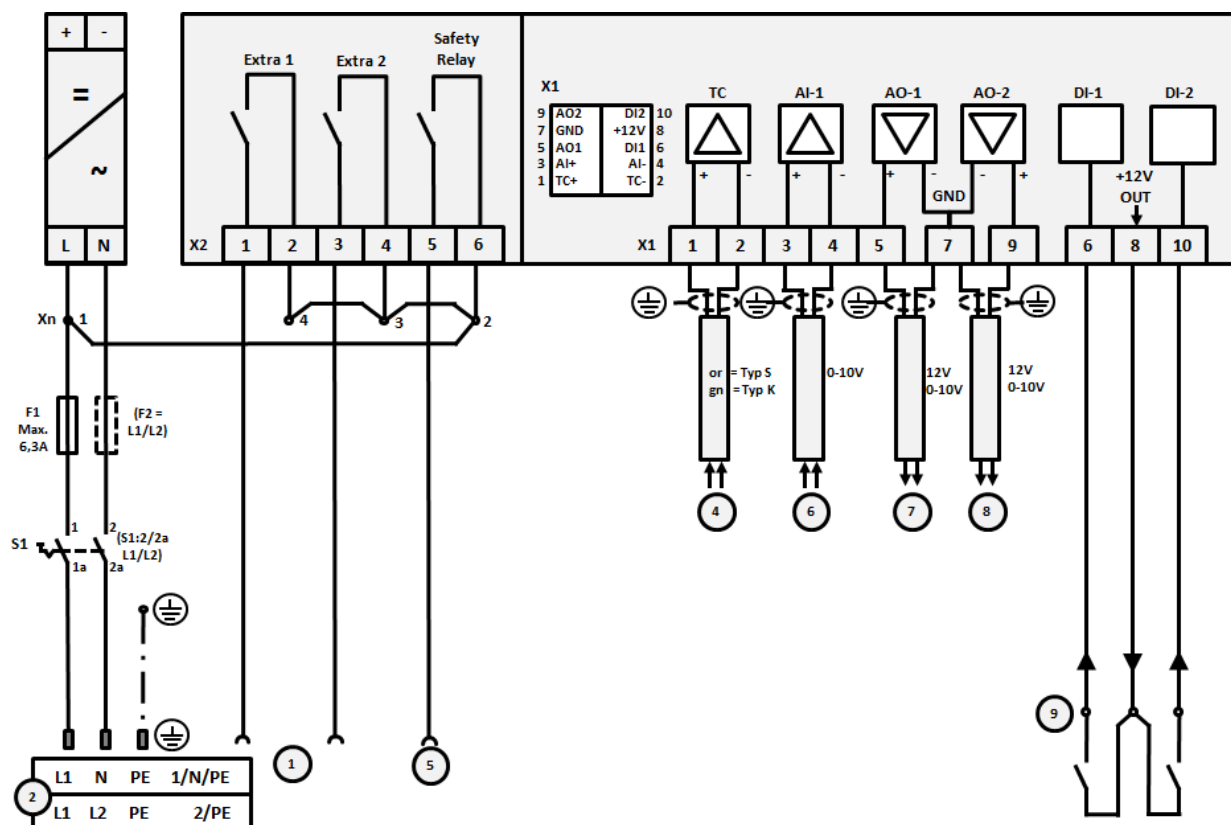 + -
=
~
L N
Extra 1 Extra 2 Safety
Relay
X2 1 2 3 4 5 6
X1
9 AO2 DI2 10
7 GND +12V 8
5 AO1 DI1 6
3 AI+ AI- 4
1 TC+ TC- 2
TC AI-1 AO-1 AO-2 DI-1 DI-2
+ - + - + - - +
GND
+12V
OUT
X1 1 2 3 4 5 7 9 6 8 10
Xn 1
4 3 2
F1
Max.
6,3A
(F2 =
L1/L2)
or = Typ S
gn =Typ K
0-10V
12V
0-10V
12V
0-10V
4 6 7 8
S1
1 2
1a 2a
(S1:2/2a
L1/L2)
9
1 5
2
L1 N PE 1/N/PE
L1 L2 PE 2/PE